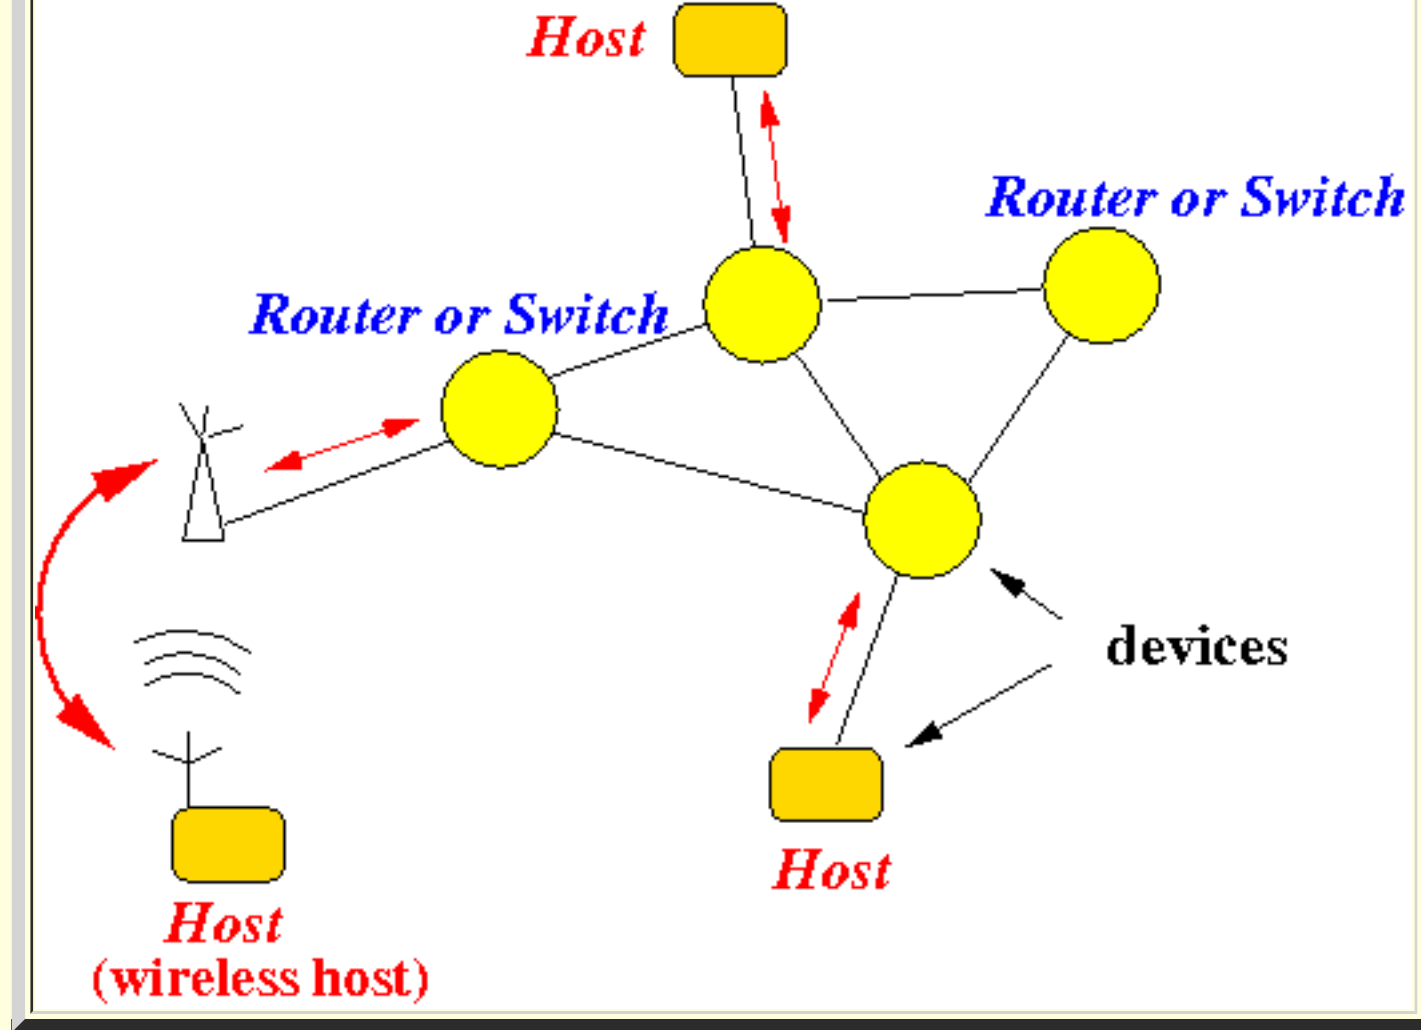 Host
Router or Switch
Router or Switch
devices
Host
Host
(wireless host)